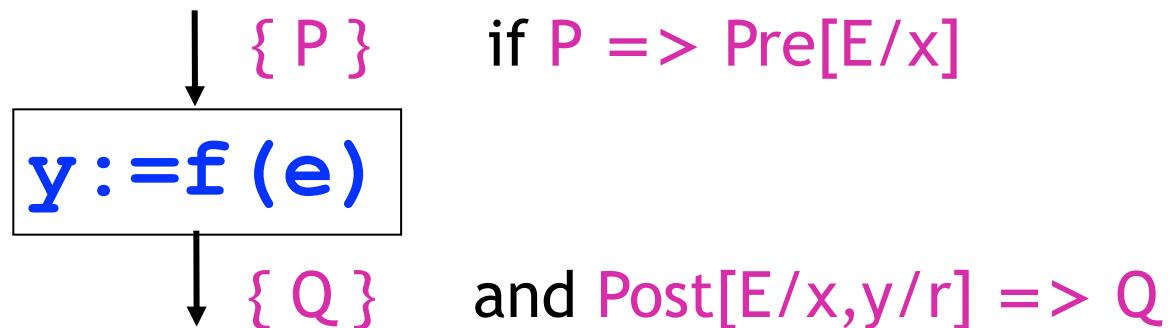 { P } if P => Pre[E/x]
y:=f(e)
{ Q } and Post[E/x,y/r] => Q